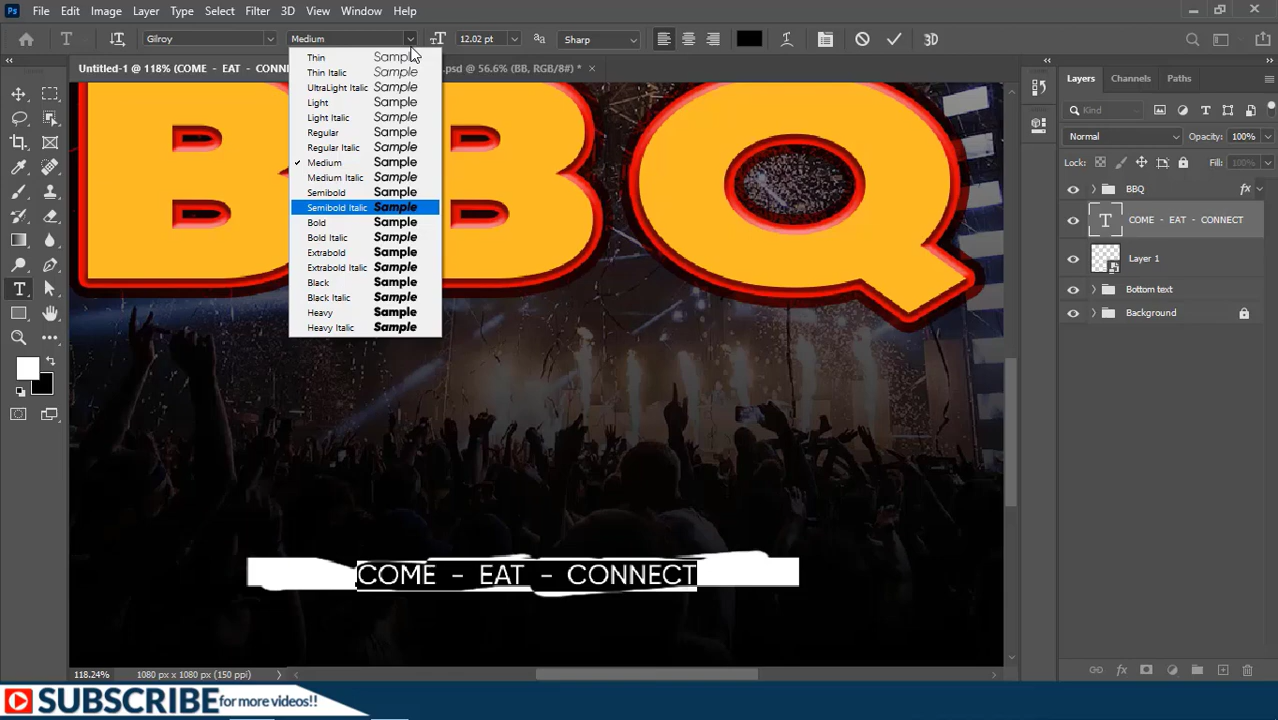 Ps File Edit Image Layer Type Select Filter 3D View Window Help
T Gilroy Medium 12.02 pt Sharp 3D
Untitled-1 @ 118% (COME - EAT - CONN .psd @ 56.6% (BB, RGB/8#) * ×
Thin Sample
Thin Italic Sample
UltraLight Italic Sample
Light Sample
Light Italic Sample
Regular Sample
Regular Italic Sample
Medium Sample
Medium Italic Sample
Semibold Sample
Semibold Italic Sample
Bold Sample
Bold Italic Sample
Extrabold Sample
Extrabold Italic Sample
Black Sample
Black Italic Sample
Heavy Sample
Heavy Italic Sample
BBQ
COME - EAT - CONNECT
118.24% 1080 px x 1080 px (150 ppi)
Layers Channels Paths
Kind
Normal Opacity: 100%
Lock: Fill: 100%
BBQ fx
T COME - EAT - CONNECT
Layer 1
Bottom text
Background
fx
SUBSCRIBE for more videos!!